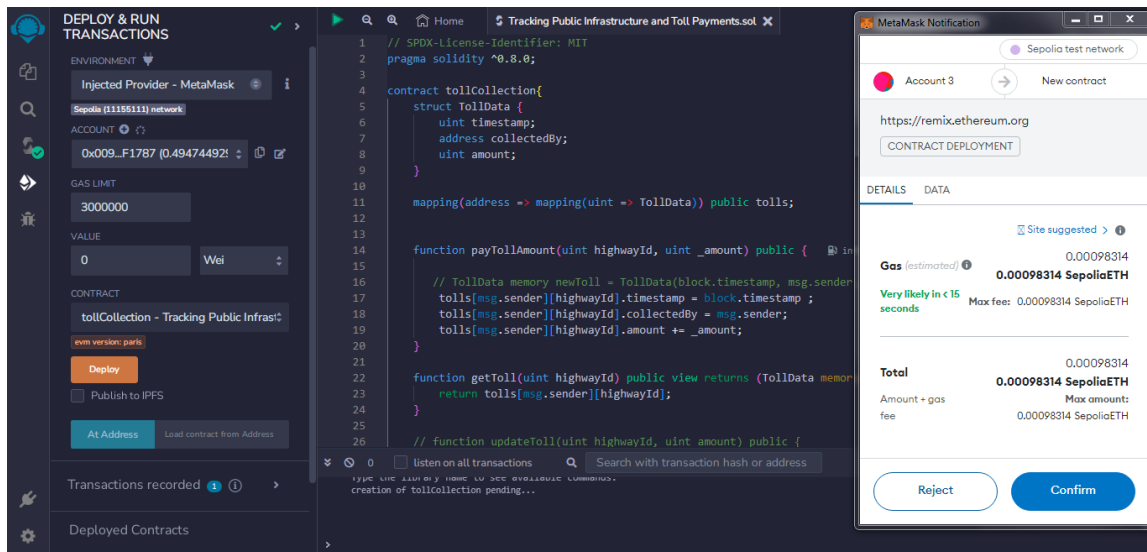 DEPLOY & RUN
TRANSACTIONS
ENVIRONMENT
Injected Provider - MetaMask
Sepolia (11155111) network
ACCOUNT
0x009...F1787 (0.494744929
GAS LIMIT
3000000
VALUE
0
Wei
CONTRACT
tollCollection - Tracking Public Infrast
evm version: paris
Deploy
Publish to IPFS
At Address
Load contract from Address
Transactions recorded 1
Deployed Contracts
Home
Tracking Public Infrastructure and Toll Payments.sol
1 // SPDX-License-Identifier: MIT
2 pragma solidity ^0.8.0;
3
4 contract tollCollection{
5 struct TollData {
6 uint timestamp;
7 address collectedBy;
8 uint amount;
9 }
10
11 mapping(address => mapping(uint => TollData)) public tolls;
12
13
14 function payTollAmount(uint highwayId, uint _amount) public { in
15
16 // TollData memory newToll = TollData(block.timestamp, msg.sender
17 tolls[msg.sender][highwayId].timestamp = block.timestamp ;
18 tolls[msg.sender][highwayId].collectedBy = msg.sender;
19 tolls[msg.sender][highwayId].amount += _amount;
20 }
21
22 function getToll(uint highwayId) public view returns (TollData memor
23 return tolls[msg.sender][highwayId];
24 }
25
26 // function updateToll(uint highwayId, uint amount) public {
0
listen on all transactions
Search with transaction hash or address
Type the library name to see available commands.
creation of tollCollection pending...
>
MetaMask Notification
Sepolia test network
Account 3
New contract
https://remix.ethereum.org
CONTRACT DEPLOYMENT
DETAILS
DATA
Site suggested >
0.00098314
Gas (estimated)
0.00098314 SepoliaETH
Very likely in < 15
seconds
Max fee: 0.00098314 SepoliaETH
0.00098314
Total
0.00098314 SepoliaETH
Amount + gas
fee
Max amount:
0.00098314 SepoliaETH
Reject
Confirm